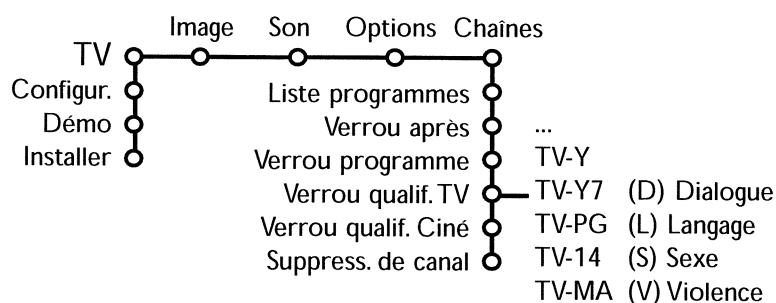 Image Son Options Chaînes
TV
Configur.
Démo
Installer
Liste programmes
Verrou après
Verrou programme
Verrou qualif. TV
Verrou qualif. Ciné
Suppress. de canal
...
TV-Y
TV-Y7 (D) Dialogue
TV-PG (L) Langage
TV-14 (S) Sexe
TV-MA (V) Violence